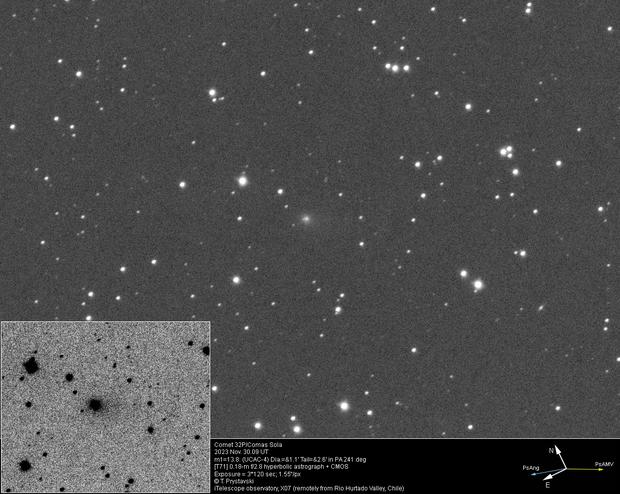 Comet 32P/Comas Sola
2023 Nov. 30.09 UT
m1=13.8 (UCAC-4) Dia.=&1.1' Tail=&2.6' in PA 241 deg
[T71] 0.18-m f/2.8 hyperbolic astrograph + CMOS
Exposure = 3*120 sec; 1.55"/px
© T. Prystavski
iTelescope observatory, X07 (remotely from Rio Hurtado Valley, Chile)
N
PsAng
PsAMV
E